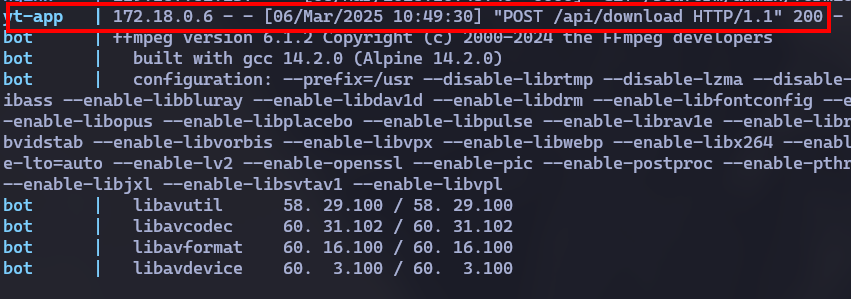 yt-app | 172.18.0.6 - - [06/Mar/2025 10:49:30] "POST /api/download HTTP/1.1" 200 -
bot | ffmpeg version 6.1.2 Copyright (c) 2000-2024 the FFmpeg developers
bot | built with gcc 14.2.0 (Alpine 14.2.0)
bot | configuration: --prefix=/usr --disable-librtmp --disable-lzma --disable-
ibass --enable-libbluray --enable-libdav1d --enable-libdrm --enable-libfontconfig --e
-enable-libopus --enable-libplacebo --enable-libpulse --enable-librav1e --enable-libr
bvidstab --enable-libvorbis --enable-libvpx --enable-libwebp --enable-libx264 --enabl
e-lto=auto --enable-lv2 --enable-openssl --enable-pic --enable-postproc --enable-pthr
--enable-libjxl --enable-libsvtav1 --enable-libvpl
bot | libavutil 58. 29.100 / 58. 29.100
bot | libavcodec 60. 31.102 / 60. 31.102
bot | libavformat 60. 16.100 / 60. 16.100
bot | libavdevice 60. 3.100 / 60. 3.100